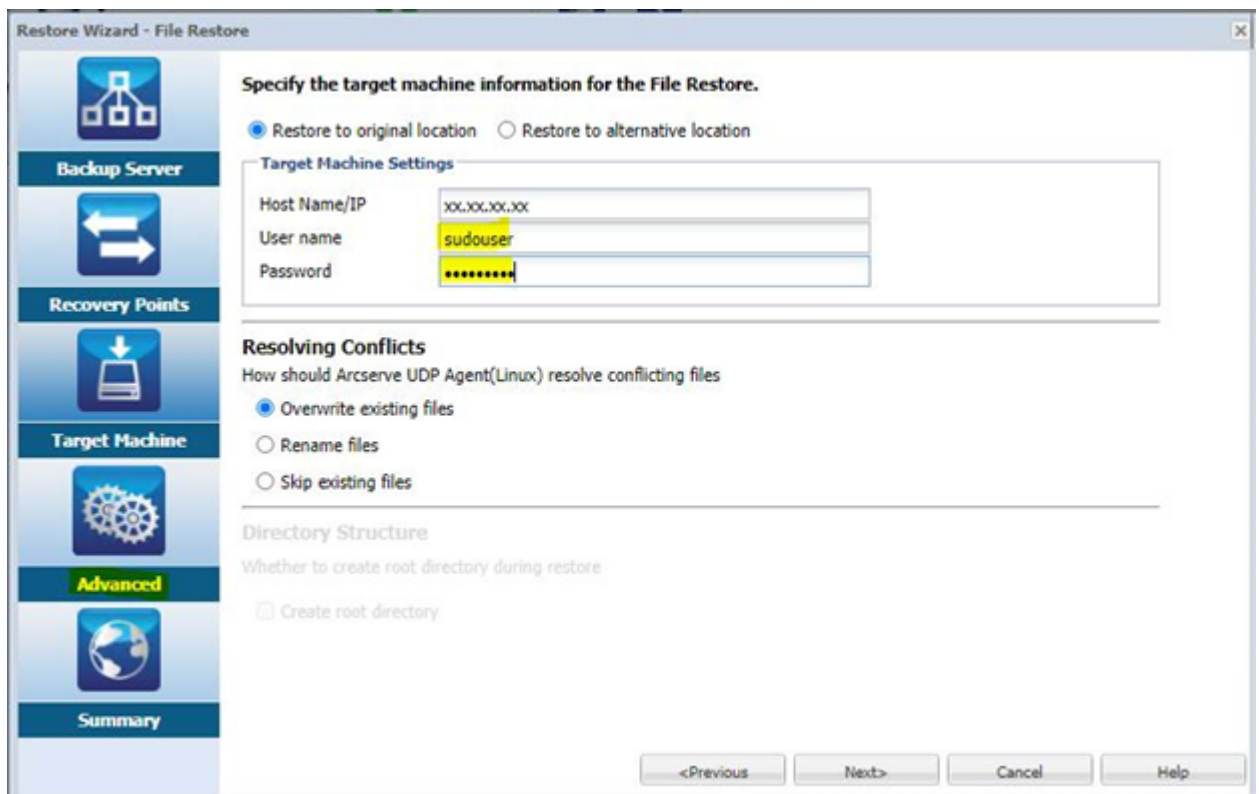 Restore Wizard - File Restore
Backup Server
Recovery Points
Target Machine
Advanced
Summary
Specify the target machine information for the File Restore.
Restore to original location Restore to alternative location
Target Machine Settings
Host Name/IP xx.xx.xx.xx
User name sudouser
Password •••••••••
Resolving Conflicts
How should Arcserve UDP Agent(Linux) resolve conflicting files
Overwrite existing files
Rename files
Skip existing files
Directory Structure
Whether to create root directory during restore
Create root directory
<Previous Next> Cancel Help